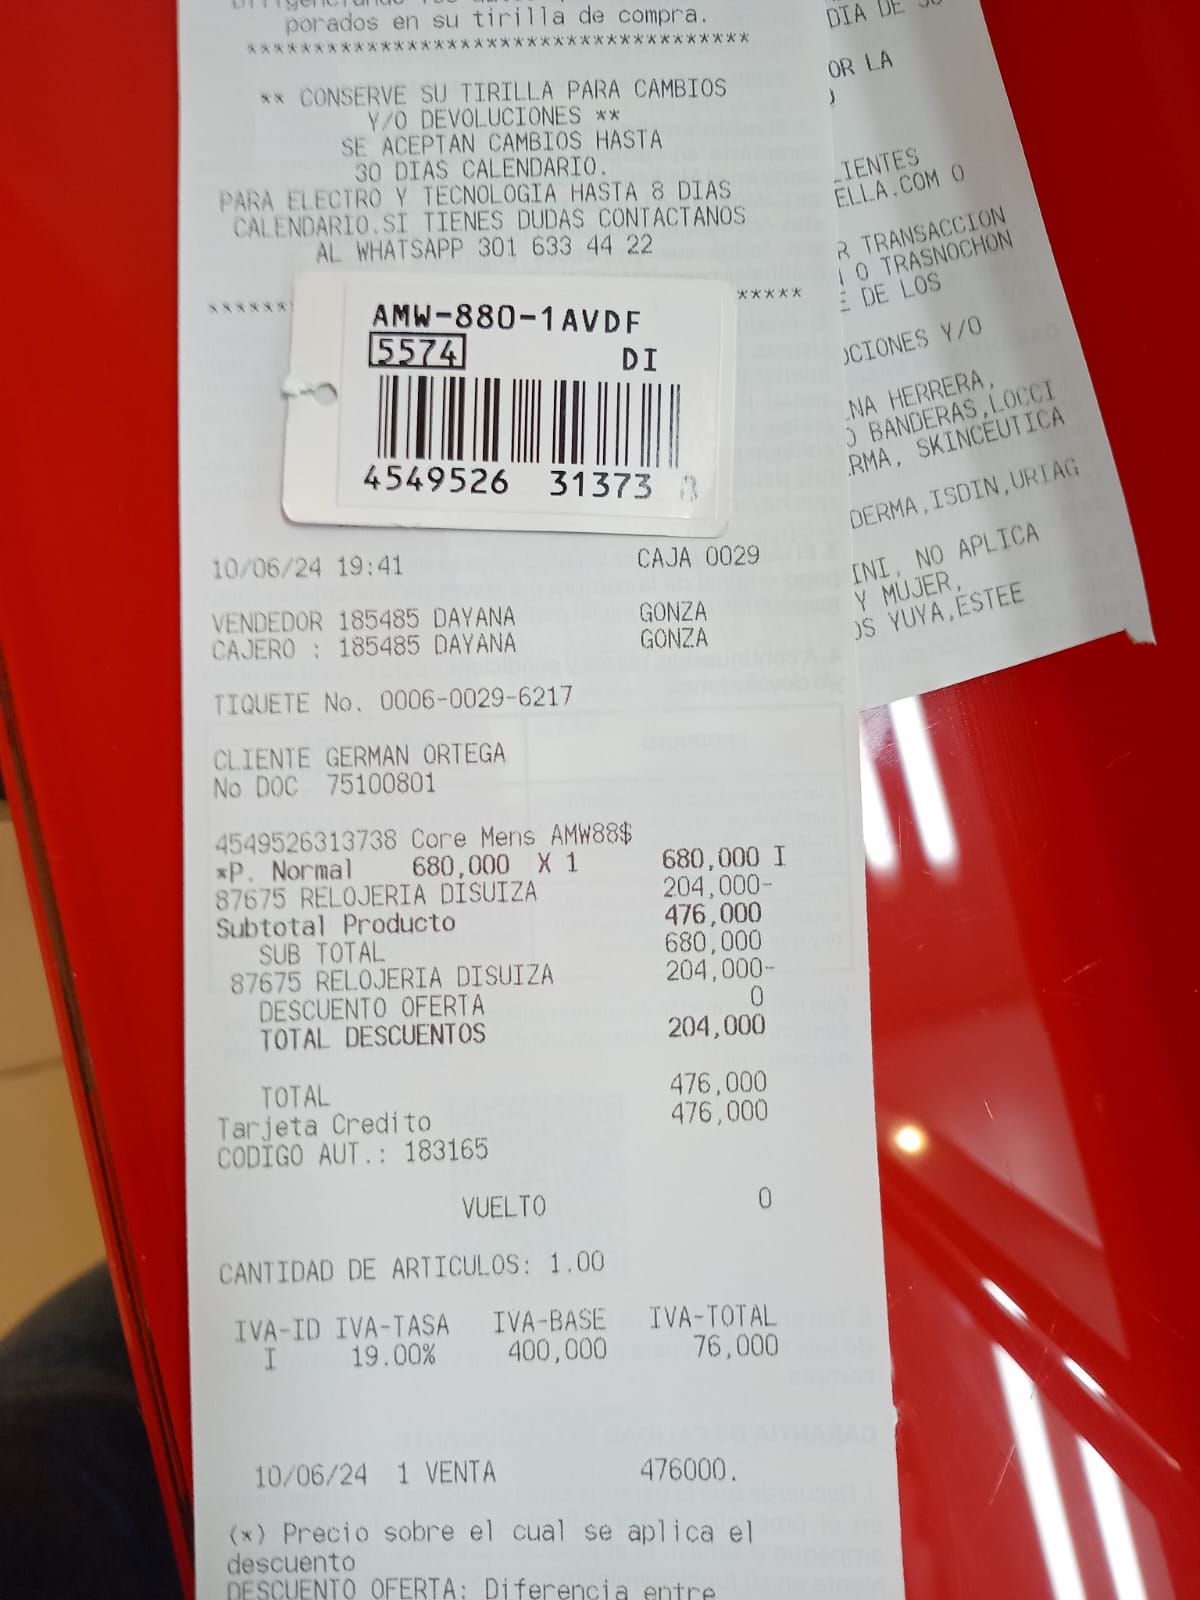 porados en su tirilla de compra.
*************************************
** CONSERVE SU TIRILLA PARA CAMBIOS
Y/O DEVOLUCIONES **
SE ACEPTAN CAMBIOS HASTA
30 DIAS CALENDARIO.
PARA ELECTRO Y TECNOLOGIA HASTA 8 DIAS
CALENDARIO.SI TIENES DUDAS CONTACTANOS
AL WHATSAPP 301 633 44 22
AMW-880-1AVDF
5574 DI
4549526 31373 8
10/06/24 19:41 CAJA 0029
VENDEDOR 185485 DAYANA GONZA
CAJERO : 185485 DAYANA GONZA
TIQUETE No. 0006-0029-6217
CLIENTE GERMAN ORTEGA
No DOC 75100801
4549526313738 Core Mens AMW88$
*P. Normal 680,000 X 1 680,000 I
87675 RELOJERIA DISUIZA 204,000-
Subtotal Producto 476,000
SUB TOTAL 680,000
87675 RELOJERIA DISUIZA 204,000-
DESCUENTO OFERTA 0
TOTAL DESCUENTOS 204,000
TOTAL 476,000
Tarjeta Credito 476,000
CODIGO AUT.: 183165
VUELTO 0
CANTIDAD DE ARTICULOS: 1.00
IVA-ID IVA-TASA IVA-BASE IVA-TOTAL
I 19.00% 400,000 76,000
10/06/24 1 VENTA 476000.
(*) Precio sobre el cual se aplica el
descuento
DESCUENTO OFERTA: Diferencia entre
DIA DE
OR LA
IENTES
ELLA.COM O
R TRANSACCION
O TRASNOCHON
E DE LOS
OCIONES Y/O
NA HERRERA,
O BANDERAS,LOCCI
RMA, SKINCEUTICA
DERMA,ISDIN,URIAG
INI, NO APLICA
Y MUJER,
OS YUYA,ESTEE